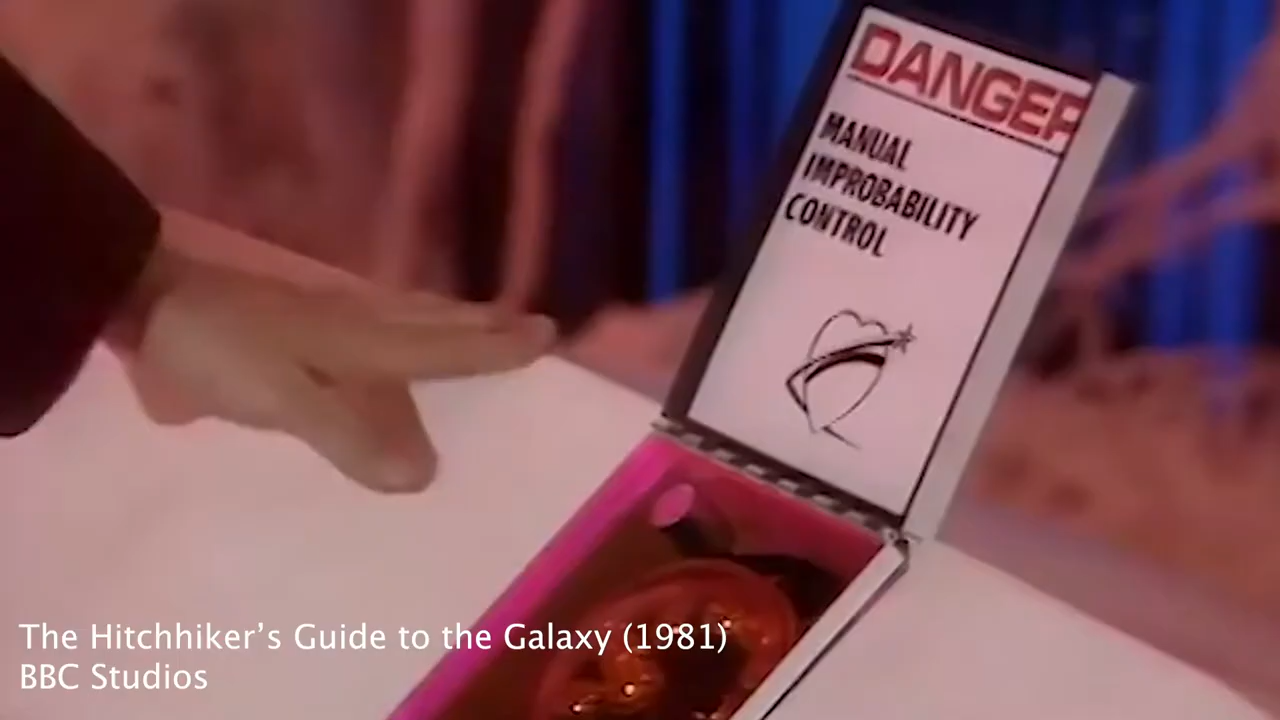 DANGER
MANUAL
IMPROBABILITY
CONTROL
The Hitchhiker’s Guide to the Galaxy (1981)
BBC Studios